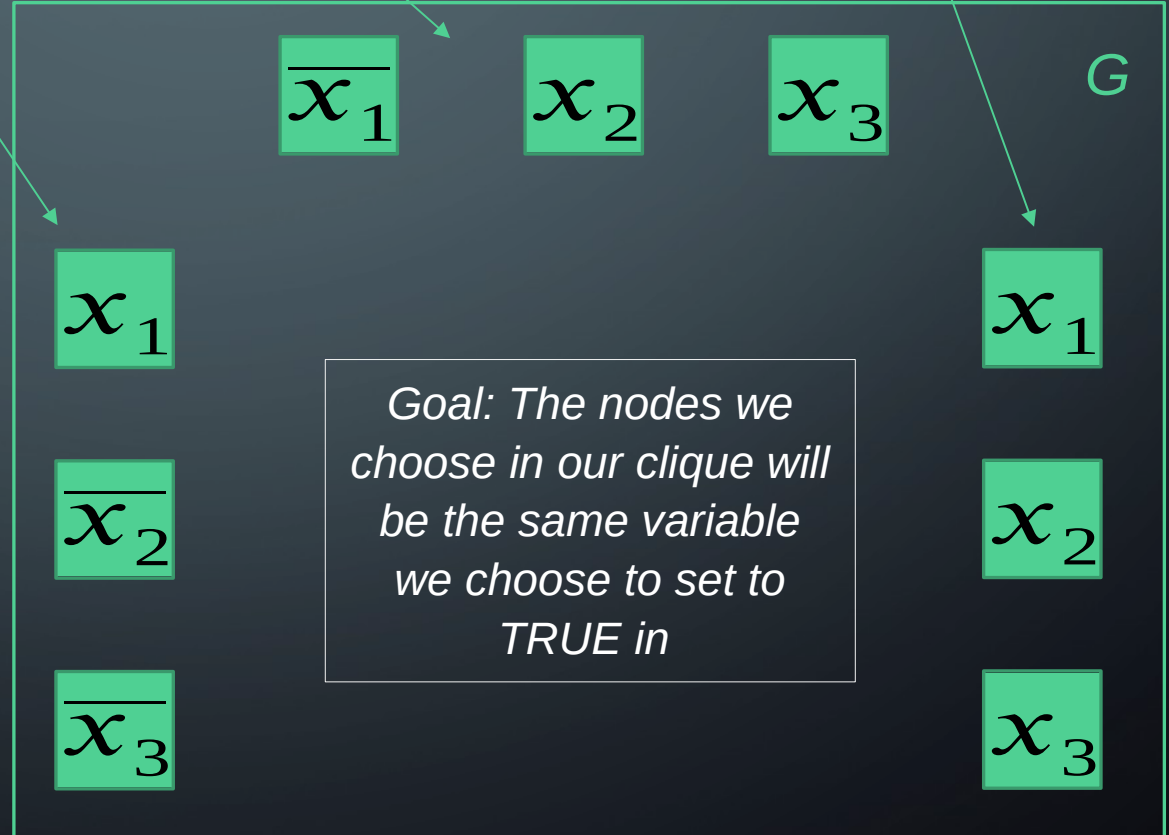 x̄₁ x₂ x₃ G
x₁ x₁
Goal: The nodes we
choose in our clique will
be the same variable
we choose to set to
TRUE in
x̄₂ x₂
x̄₃ x₃